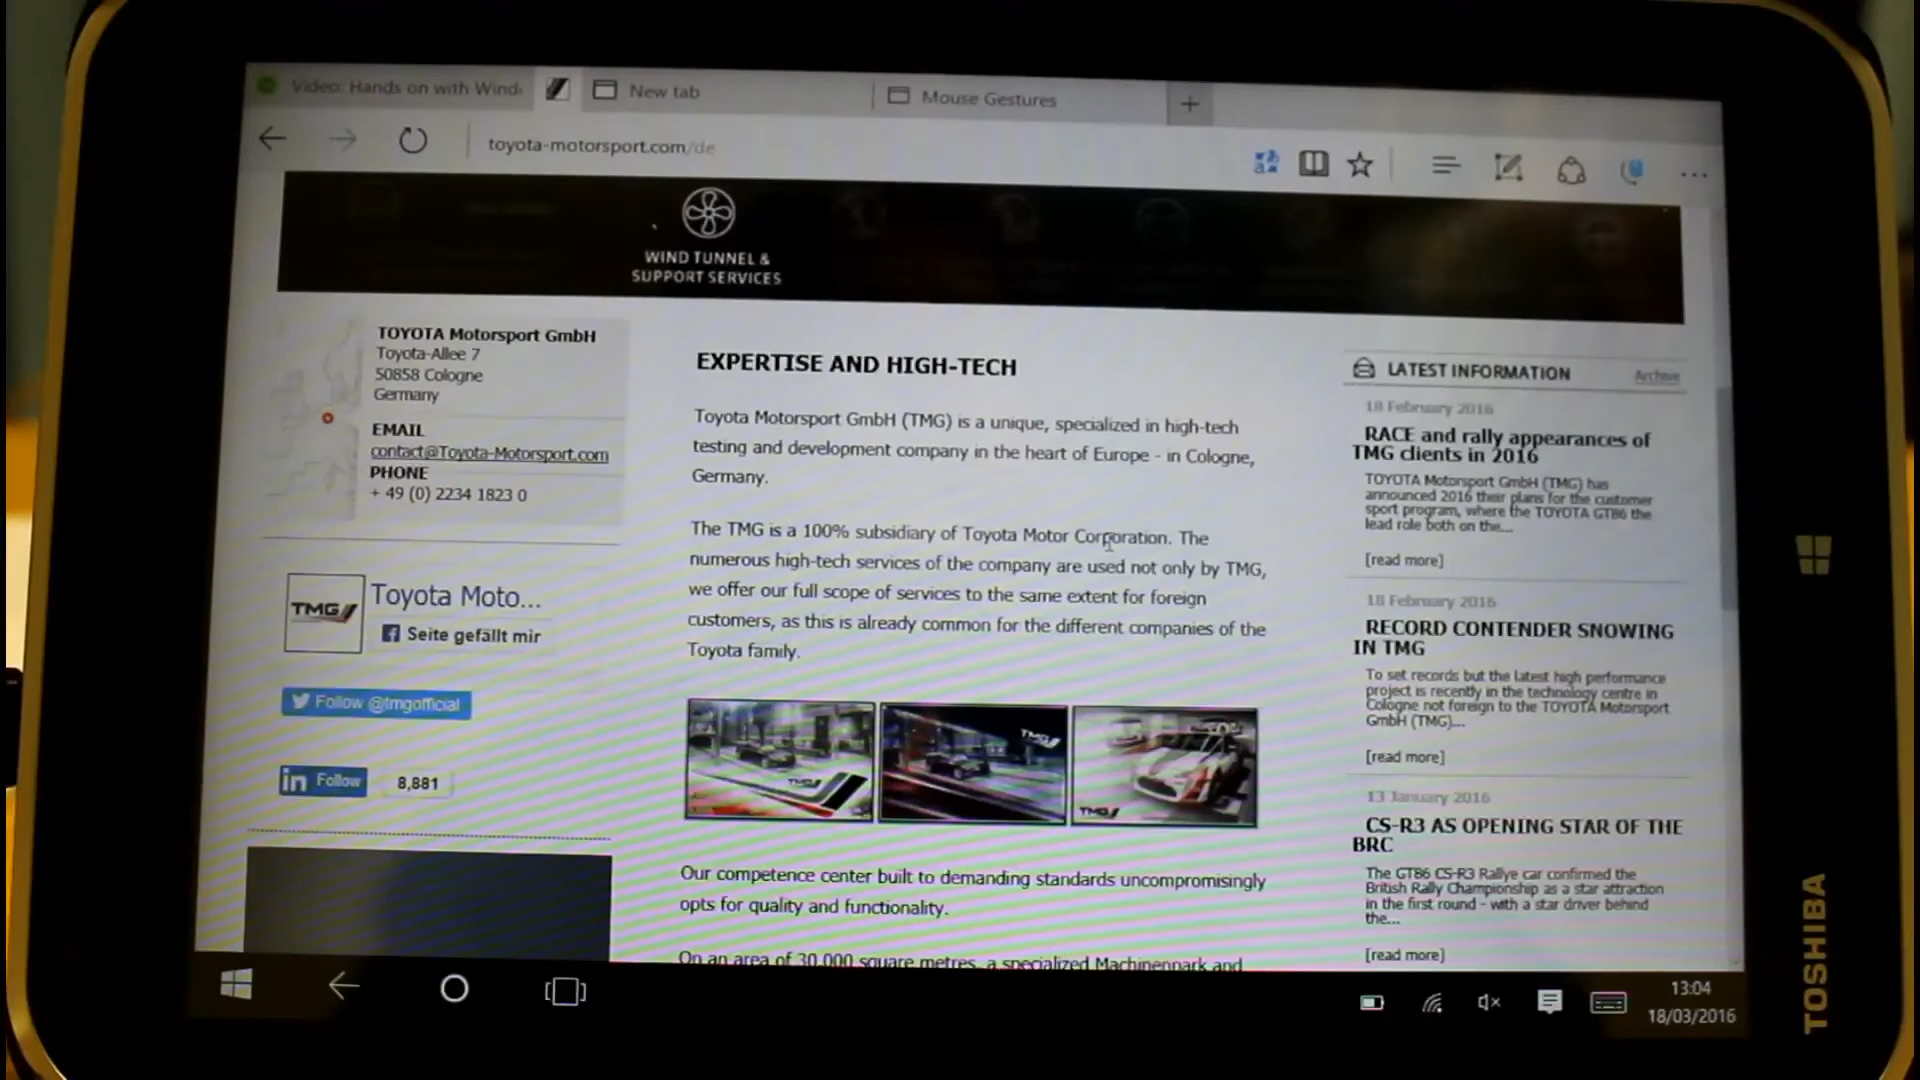 Video: Hands on with Wind
New tab
Mouse Gestures
toyota-motorsport.com/de
WIND TUNNEL &
SUPPORT SERVICES
TOYOTA Motorsport GmbH
Toyota-Allee 7
50858 Cologne
Germany
EMAIL
contact@Toyota-Motorsport.com
PHONE
+ 49 (0) 2234 1823 0
TMG
Toyota Moto...
Seite gefällt mir
Follow @tmgofficial
in Follow 8,881
EXPERTISE AND HIGH-TECH
Toyota Motorsport GmbH (TMG) is a unique, specialized in high-tech
testing and development company in the heart of Europe - in Cologne,
Germany.
The TMG is a 100% subsidiary of Toyota Motor Corporation. The
numerous high-tech services of the company are used not only by TMG,
we offer our full scope of services to the same extent for foreign
customers, as this is already common for the different companies of the
Toyota family.
TMG
TMG
TMG
Our competence center built to demanding standards uncompromisingly
opts for quality and functionality.
On an area of 30,000 square metres, a specialized Machinenpark and
LATEST INFORMATION Archive
18 February 2016
RACE and rally appearances of
TMG clients in 2016
TOYOTA Motorsport GmbH (TMG) has
announced 2016 their plans for the customer
sport program, where the TOYOTA GT86 the
lead role both on the...
[read more]
18 February 2016
RECORD CONTENDER SNOWING
IN TMG
To set records but the latest high performance
project is recently in the technology centre in
Cologne not foreign to the TOYOTA Motorsport
GmbH (TMG)...
[read more]
13 January 2016
CS-R3 AS OPENING STAR OF THE
BRC
The GT86 CS-R3 Rallye car confirmed the
British Rally Championship as a star attraction
in the first round - with a star driver behind
the...
[read more]
13:04
18/03/2016
TOSHIBA